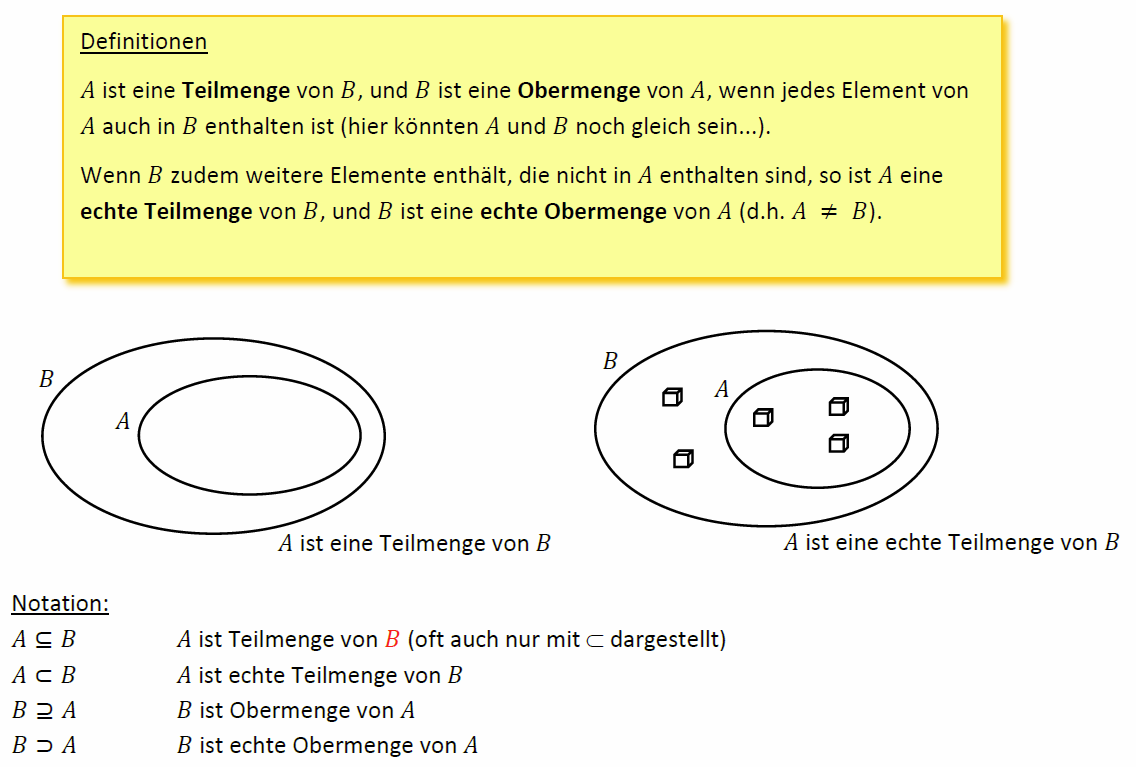 Definitionen
A ist eine Teilmenge von B, und B ist eine Obermenge von A, wenn jedes Element von
A auch in B enthalten ist (hier könnten A und B noch gleich sein...).
Wenn B zudem weitere Elemente enthält, die nicht in A enthalten sind, so ist A eine
echte Teilmenge von B, und B ist eine echte Obermenge von A (d.h. A ≠ B).
B
A
A ist eine Teilmenge von B
B
A
A ist eine echte Teilmenge von B
Notation:
A ⊆ B A ist Teilmenge von B (oft auch nur mit ⊂ dargestellt)
A ⊂ B A ist echte Teilmenge von B
B ⊇ A B ist Obermenge von A
B ⊃ A B ist echte Obermenge von A